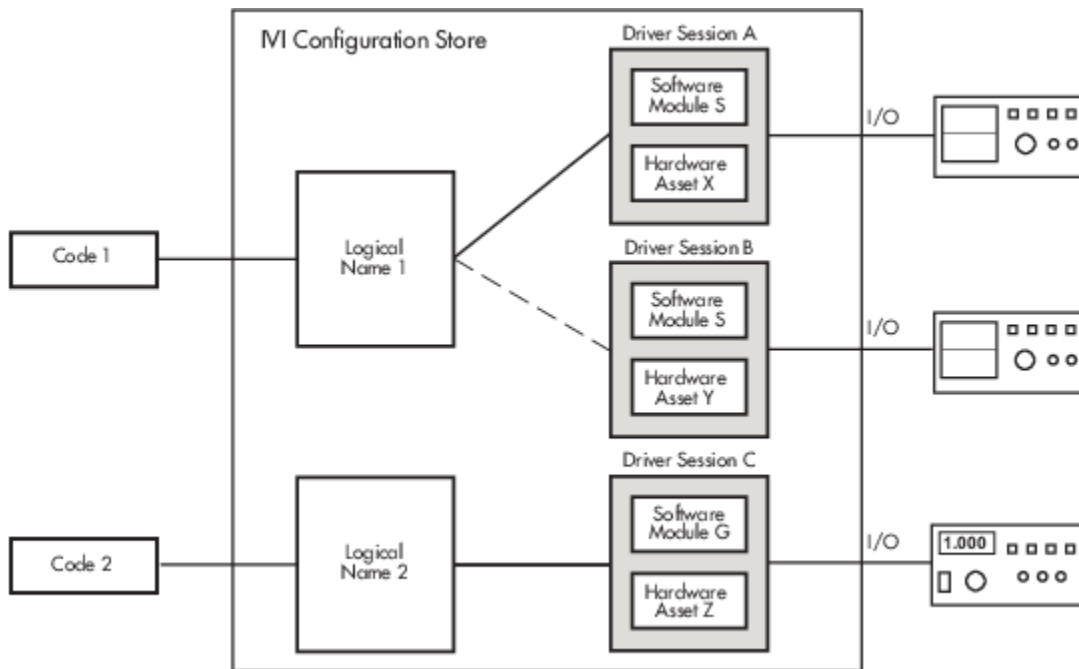 IVI Configuration Store
Driver Session A
Software
Module S
Hardware
Asset X
I/O
Code 1
Logical
Name 1
Driver Session B
Software
Module S
Hardware
Asset Y
I/O
Driver Session C
Software
Module G
Hardware
Asset Z
I/O
1.000
Code 2
Logical
Name 2